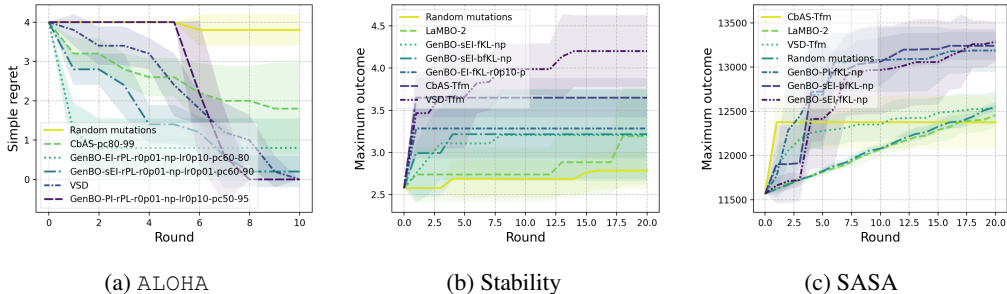 4
3
2
1
0
Simple regret
Random mutations
CbAS-pc80-99
GenBO-EI-rPL-r0p01-np-lr0p10-pc60-80
GenBO-sEI-rPL-r0p01-np-lr0p01-pc60-90
VSD
GenBO-PI-rPL-r0p01-np-lr0p10-pc50-95
0 2 4 6 8 10
Round
(a) ALOHA
4.5
4.0
3.5
3.0
2.5
Maximum outcome
Random mutations
LaMBO-2
GenBO-sEI-fKL-np
GenBO-sEI-bfKL-np
GenBO-EI-fKL-r0p10-p
CbAS-Tfm
VSD-Tfm
0.0 2.5 5.0 7.5 10.0 12.5 15.0 17.5 20.0
Round
(b) Stability
13500
13000
12500
12000
11500
Maximum outcome
CbAS-Tfm
LaMBO-2
VSD-Tfm
Random mutations
GenBO-PI-fKL-np
GenBO-sEI-bfKL-np
GenBO-sEI-fKL-np
0.0 2.5 5.0 7.5 10.0 12.5 15.0 17.5 20.0
Round
(c) SASA